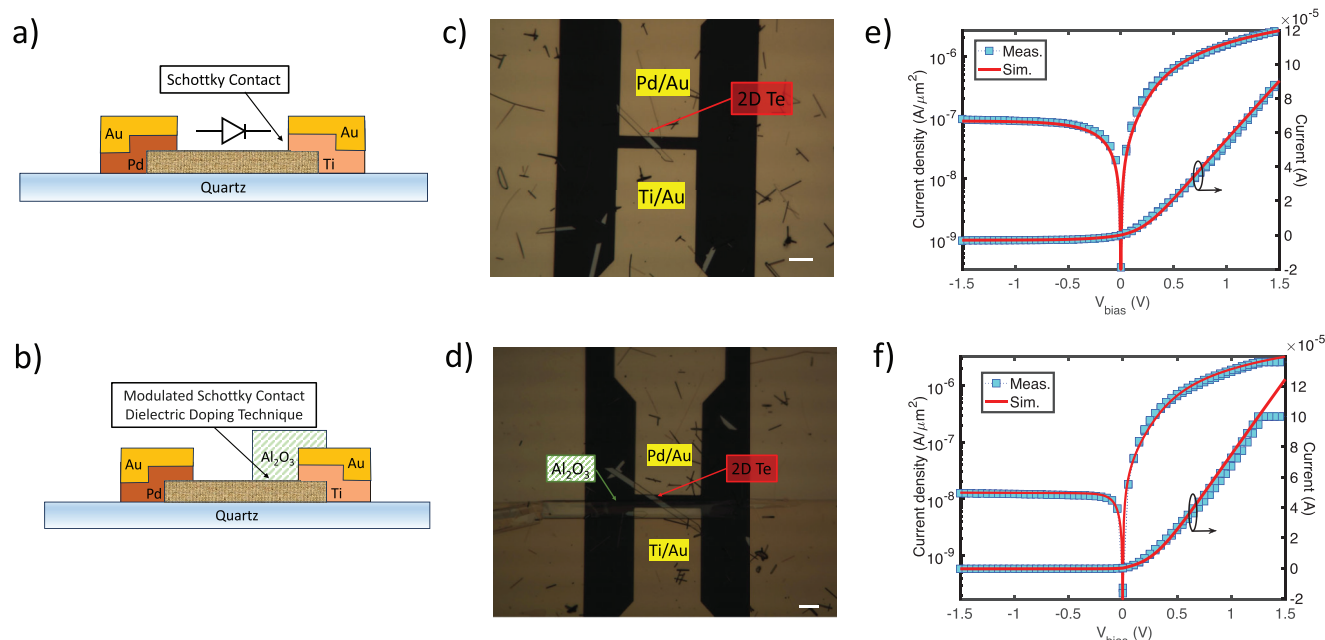 a)
Schottky Contact
Au
Au
Pd
Ti
Quartz
c)
Pd/Au
2D Te
Ti/Au
e)
×10⁻⁵
Meas.
Sim.
10⁻⁶
10⁻⁷
10⁻⁸
10⁻⁹
Current density (A/μm²)
12
10
8
6
4
2
0
-2
Current (A)
-1.5 -1 -0.5 0 0.5 1 1.5
V_bias (V)
b)
Modulated Schottky Contact
Dielectric Doping Technique
Al₂O₃
Au
Au
Pd
Ti
Quartz
d)
Al₂O₃
Pd/Au
2D Te
Ti/Au
f)
×10⁻⁵
Meas.
Sim.
10⁻⁶
10⁻⁷
10⁻⁸
10⁻⁹
Current density (A/μm²)
12
10
8
6
4
2
0
-2
Current (A)
-1.5 -1 -0.5 0 0.5 1 1.5
V_bias (V)